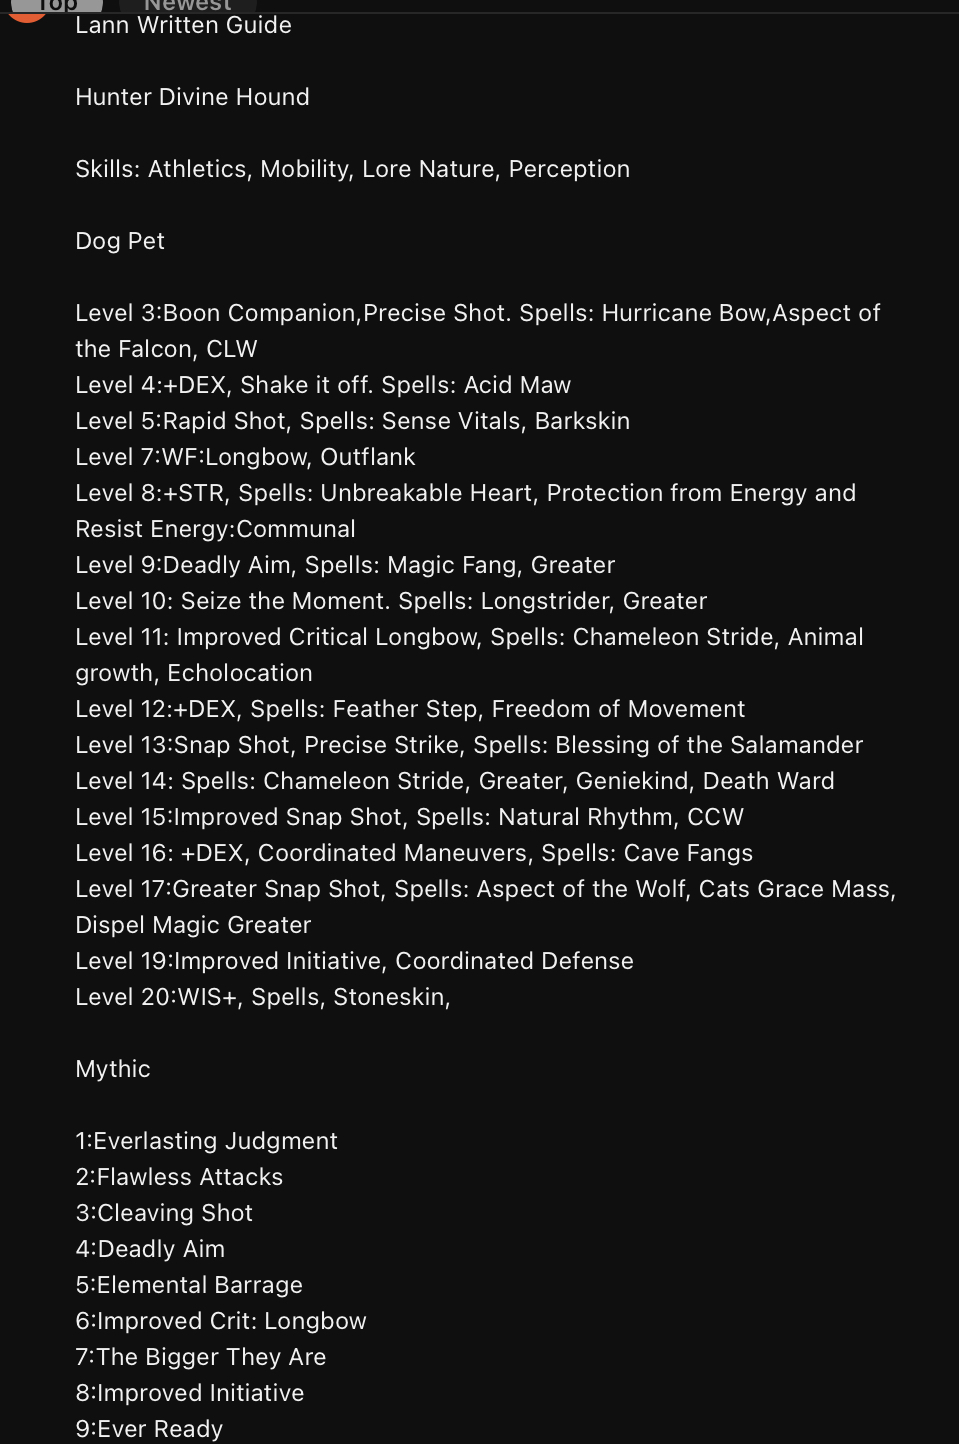 Top
Newest
Lann Written Guide
Hunter Divine Hound
Skills: Athletics, Mobility, Lore Nature, Perception
Dog Pet
Level 3:Boon Companion,Precise Shot. Spells: Hurricane Bow,Aspect of
the Falcon, CLW
Level 4:+DEX, Shake it off. Spells: Acid Maw
Level 5:Rapid Shot, Spells: Sense Vitals, Barkskin
Level 7:WF:Longbow, Outflank
Level 8:+STR, Spells: Unbreakable Heart, Protection from Energy and
Resist Energy:Communal
Level 9:Deadly Aim, Spells: Magic Fang, Greater
Level 10: Seize the Moment. Spells: Longstrider, Greater
Level 11: Improved Critical Longbow, Spells: Chameleon Stride, Animal
growth, Echolocation
Level 12:+DEX, Spells: Feather Step, Freedom of Movement
Level 13:Snap Shot, Precise Strike, Spells: Blessing of the Salamander
Level 14: Spells: Chameleon Stride, Greater, Geniekind, Death Ward
Level 15:Improved Snap Shot, Spells: Natural Rhythm, CCW
Level 16: +DEX, Coordinated Maneuvers, Spells: Cave Fangs
Level 17:Greater Snap Shot, Spells: Aspect of the Wolf, Cats Grace Mass,
Dispel Magic Greater
Level 19:Improved Initiative, Coordinated Defense
Level 20:WIS+, Spells, Stoneskin,
Mythic
1:Everlasting Judgment
2:Flawless Attacks
3:Cleaving Shot
4:Deadly Aim
5:Elemental Barrage
6:Improved Crit: Longbow
7:The Bigger They Are
8:Improved Initiative
9:Ever Ready